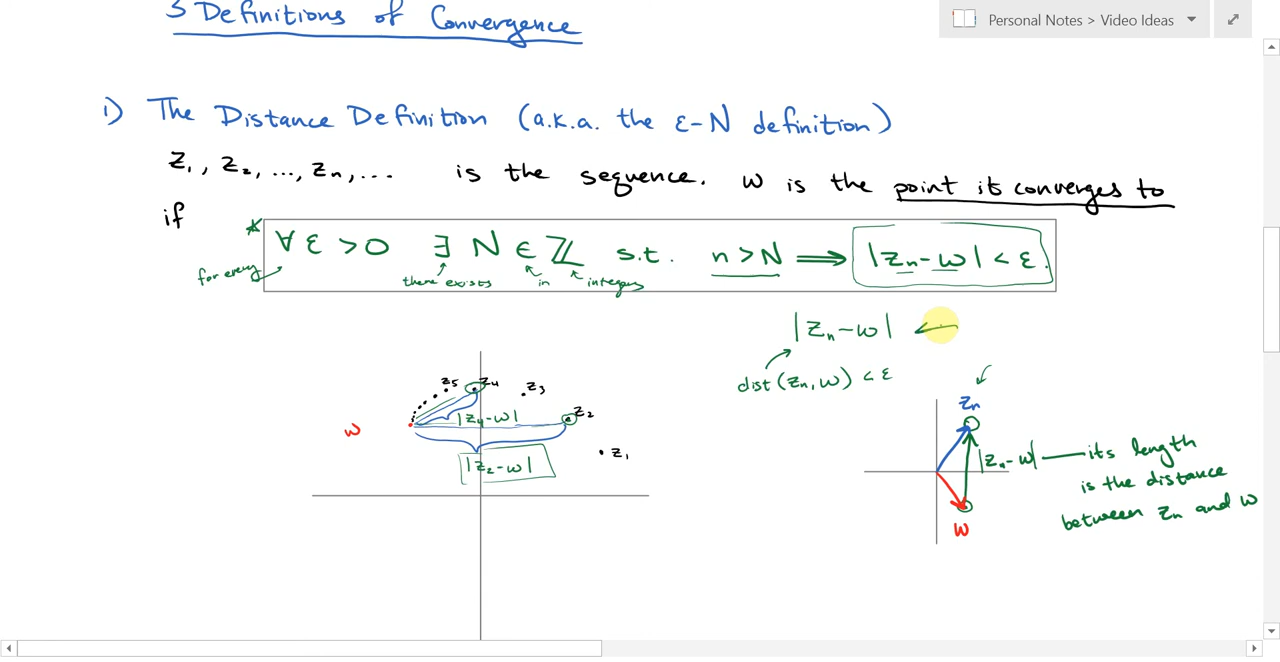 3 Definitions of Convergence
Personal Notes > Video Ideas
1) The Distance Definition (a.k.a. the ε-N definition)
z₁, z₂, ..., zₙ, ... is the sequence. w is the point it converges to
if
* ∀ ε > 0 ∃ N ∈ ℤ s.t. n > N ⟹ |zₙ-w| < ε.
for every there exists in integers
|zₙ-w| ←
dist (zₙ, w) < ε
z₅ z₄ z₃
z₂
|z₄-w|
w
z₁
|z₂-w|
zₙ
|zₙ-w| — its length
is the distance
between zₙ and w
w